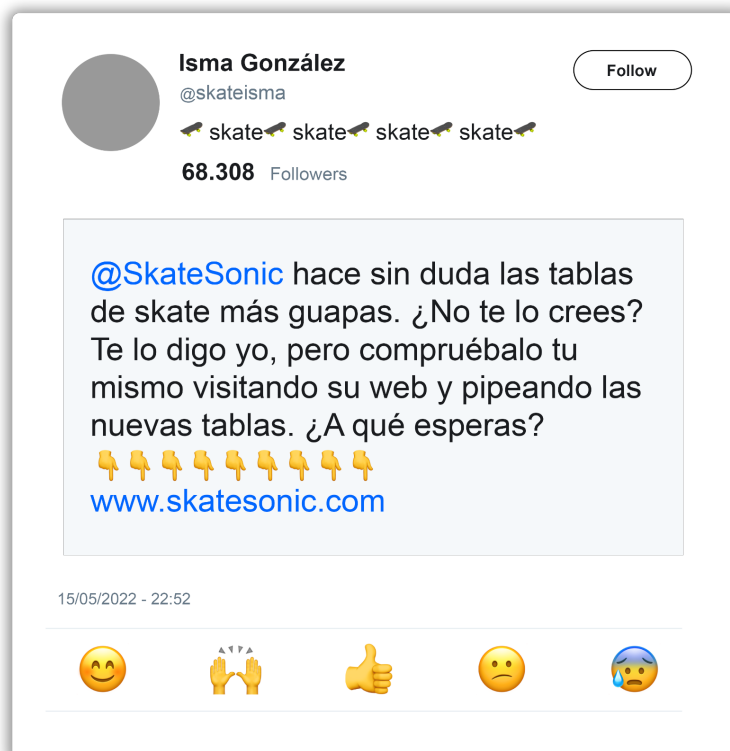 Isma González
Follow
@skateisma
🛹 skate🛹 skate🛹 skate🛹 skate🛹
68.308 Followers
@SkateSonic hace sin duda las tablas
de skate más guapas. ¿No te lo crees?
Te lo digo yo, pero compruébalo tu
mismo visitando su web y pipeando las
nuevas tablas. ¿A qué esperas?
👇👇👇👇👇👇👇👇👇
www.skatesonic.com
15/05/2022 - 22:52